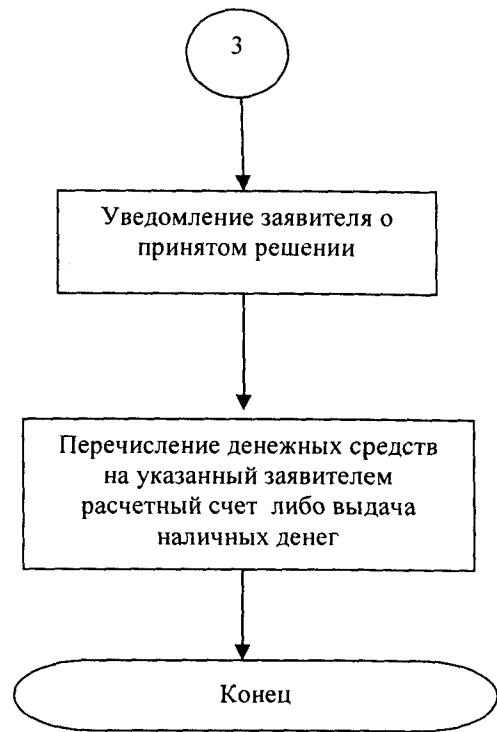 3
Уведомление заявителя о
принятом решении
Перечисление денежных средств
на указанный заявителем
расчетный счет либо выдача
наличных денег
Конец